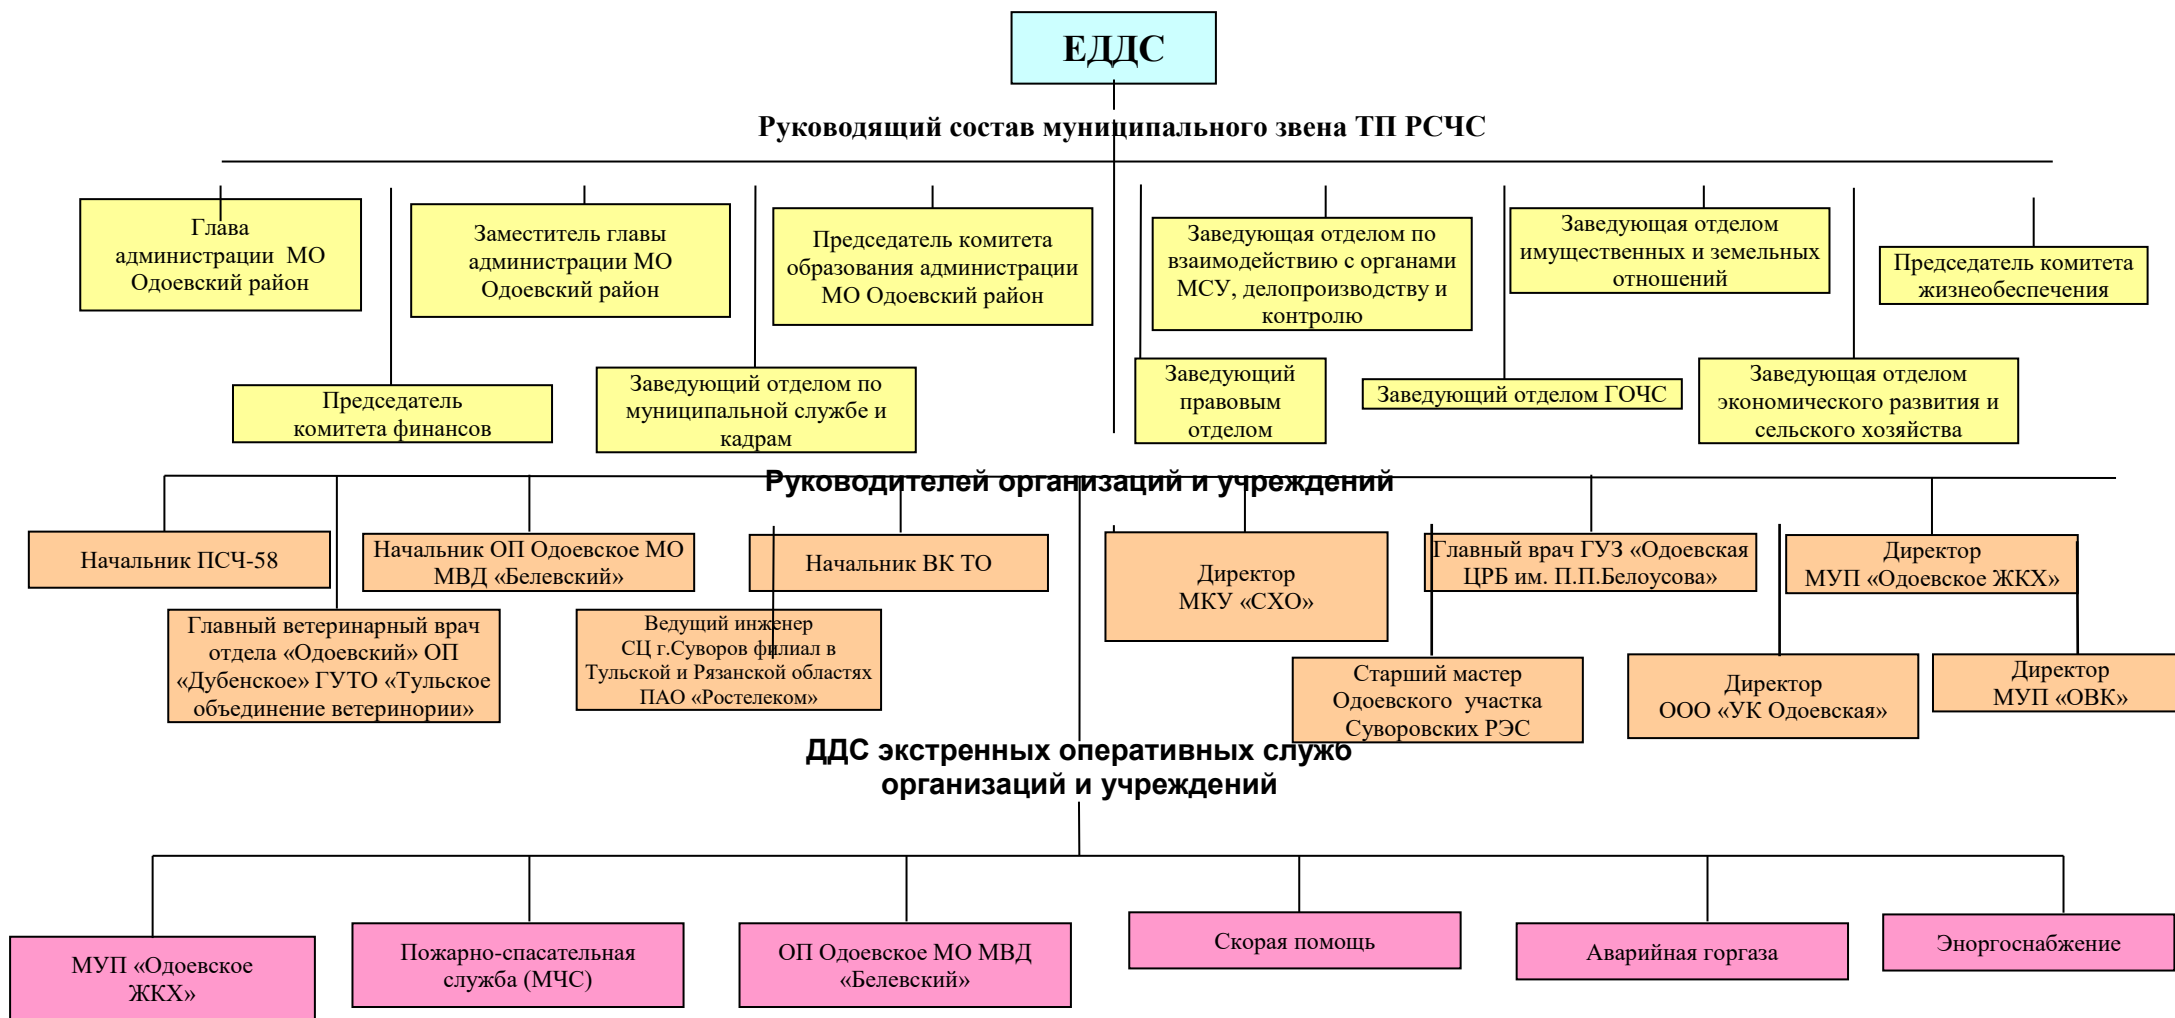 ЕДДС
Руководящий состав муниципального звена ТП РСЧС
Глава
администрации МО
Одоевский район
Заместитель главы
администрации МО
Одоевский район
Председатель комитета
образования администрации
МО Одоевский район
Заведующая отделом по
взаимодействию с органами
МСУ, делопроизводству и
контролю
Заведующая отделом
имущественных и земельных
отношений
Председатель комитета
жизнеобеспечения
Председатель
комитета финансов
Заведующий отделом по
муниципальной службе и
кадрам
Заведующий
правовым
отделом
Заведующий отделом ГОЧС
Заведующая отделом
экономического развития и
сельского хозяйства
Руководителей организаций и учреждений
Начальник ПСЧ-58
Начальник ОП Одоевское МО
МВД «Белевский»
Начальник ВК ТО
Директор
МКУ «СХО»
Главный врач ГУЗ «Одоевская
ЦРБ им. П.П.Белоусова»
Директор
МУП «Одоевское ЖКХ»
Главный ветеринарный врач
отдела «Одоевский» ОП
«Дубенское» ГУТО «Тульское
объединение ветеринории»
Ведущий инженер
СЦ г.Суворов филиал в
Тульской и Рязанской областях
ПАО «Ростелеком»
Старший мастер
Одоевского участка
Суворовских РЭС
Директор
ООО «УК Одоевская»
Директор
МУП «ОВК»
ДДС экстренных оперативных служб
организаций и учреждений
МУП «Одоевское
ЖКХ»
Пожарно-спасательная
служба (МЧС)
ОП Одоевское МО МВД
«Белевский»
Скорая помощь
Аварийная горгаза
Эноргоснабжение